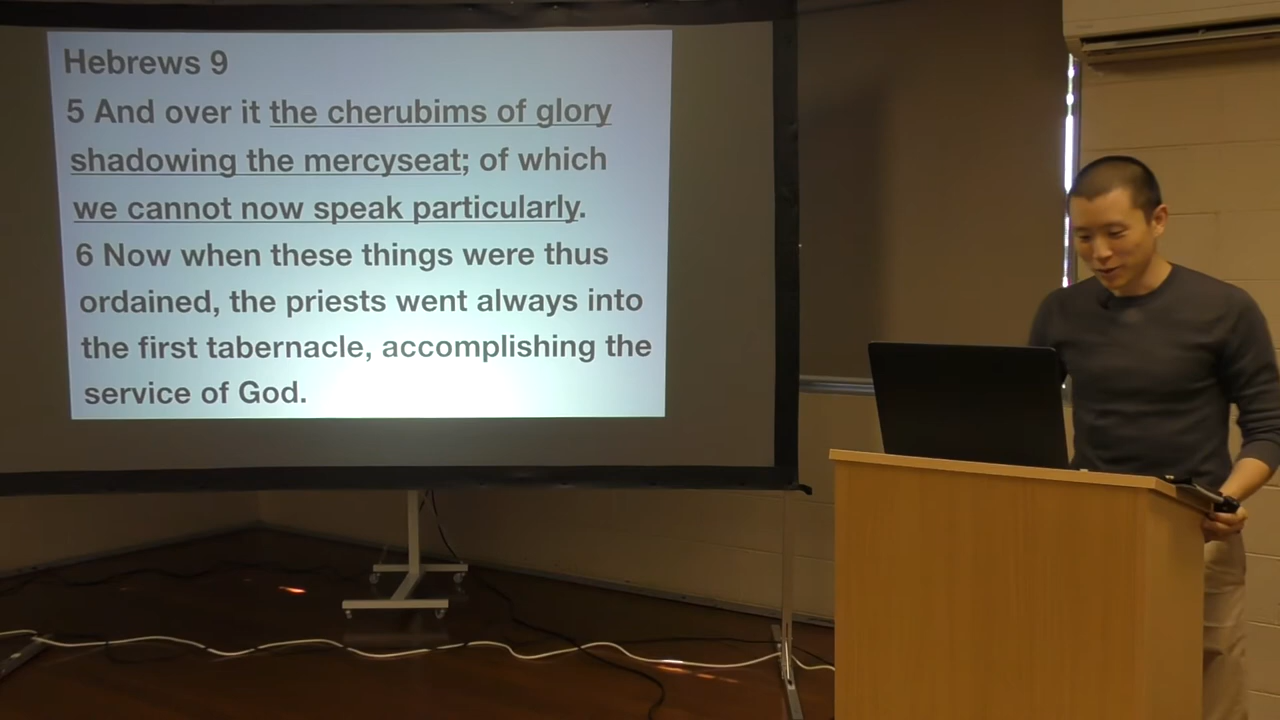 Hebrews 9
5 And over it the cherubims of glory
shadowing the mercyseat; of which
we cannot now speak particularly.
6 Now when these things were thus
ordained, the priests went always into
the first tabernacle, accomplishing the
service of God.